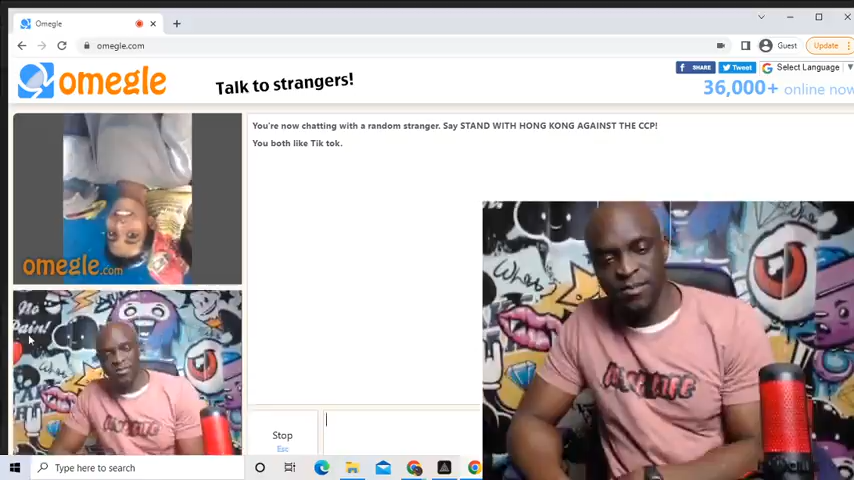 Omegle
omegle.com
Guest
Update
omegle
Talk to strangers!
SHARE
Tweet
Select Language
36,000+ online now
You're now chatting with a random stranger. Say STAND WITH HONG KONG AGAINST THE CCP!
You both like Tik tok.
omegle.com
No
Pain!
Stop
Esc
Type here to search